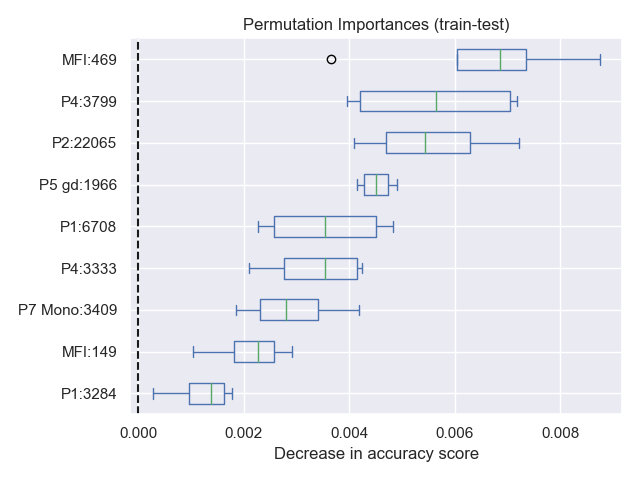 Permutation Importances (train-test)
MFI:469
P4:3799
P2:22065
P5 gd:1966
P1:6708
P4:3333
P7 Mono:3409
MFI:149
P1:3284
0.000 0.002 0.004 0.006 0.008
Decrease in accuracy score